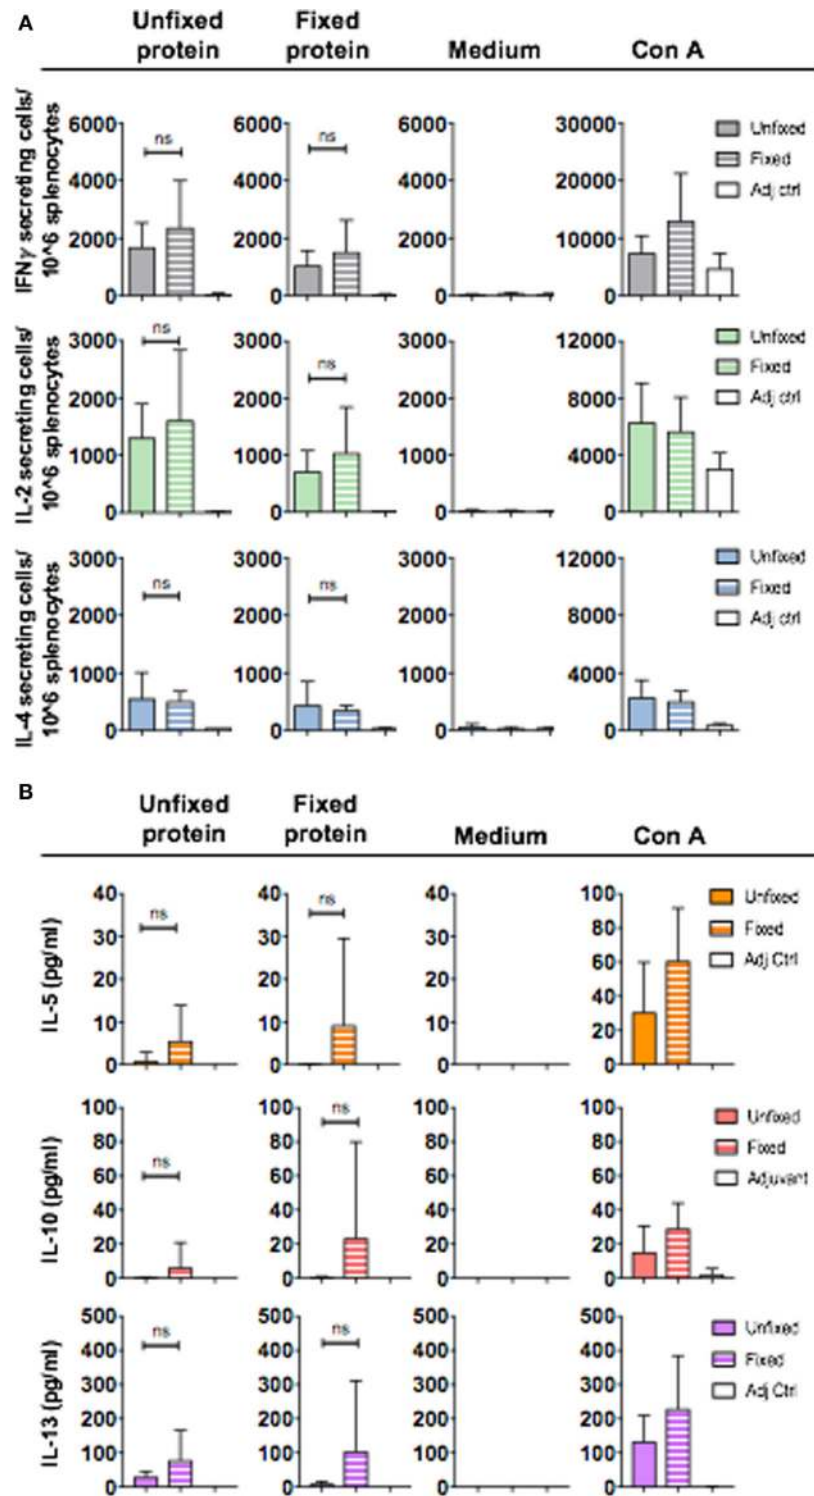 A
Unfixed protein
Fixed protein
Medium
Con A
IFNγ secreting cells/
10^6 splenocytes
6000
4000
2000
0
ns
6000
4000
2000
0
ns
6000
4000
2000
0
30000
20000
10000
0
Unfixed
Fixed
Adj ctrl
IL-2 secreting cells/
10^6 splenocytes
3000
2000
1000
0
ns
3000
2000
1000
0
ns
3000
2000
1000
0
12000
8000
4000
0
Unfixed
Fixed
Adj ctrl
IL-4 secreting cells/
10^6 splenocytes
3000
2000
1000
0
ns
3000
2000
1000
0
ns
3000
2000
1000
0
12000
8000
4000
0
Unfixed
Fixed
Adj ctrl
B
Unfixed protein
Fixed protein
Medium
Con A
IL-5 (pg/ml)
40
30
20
10
0
ns
40
30
20
10
0
ns
40
30
20
10
0
100
80
60
40
20
0
Unfixed
Fixed
Adj Ctrl
IL-10 (pg/ml)
100
80
60
40
20
0
ns
100
80
60
40
20
0
ns
100
80
60
40
20
0
100
80
60
40
20
0
Unfixed
Fixed
Adjuvant
IL-13 (pg/ml)
500
400
300
200
100
0
ns
500
400
300
200
100
0
ns
500
400
300
200
100
0
500
400
300
200
100
0
Unfixed
Fixed
Adj Ctrl